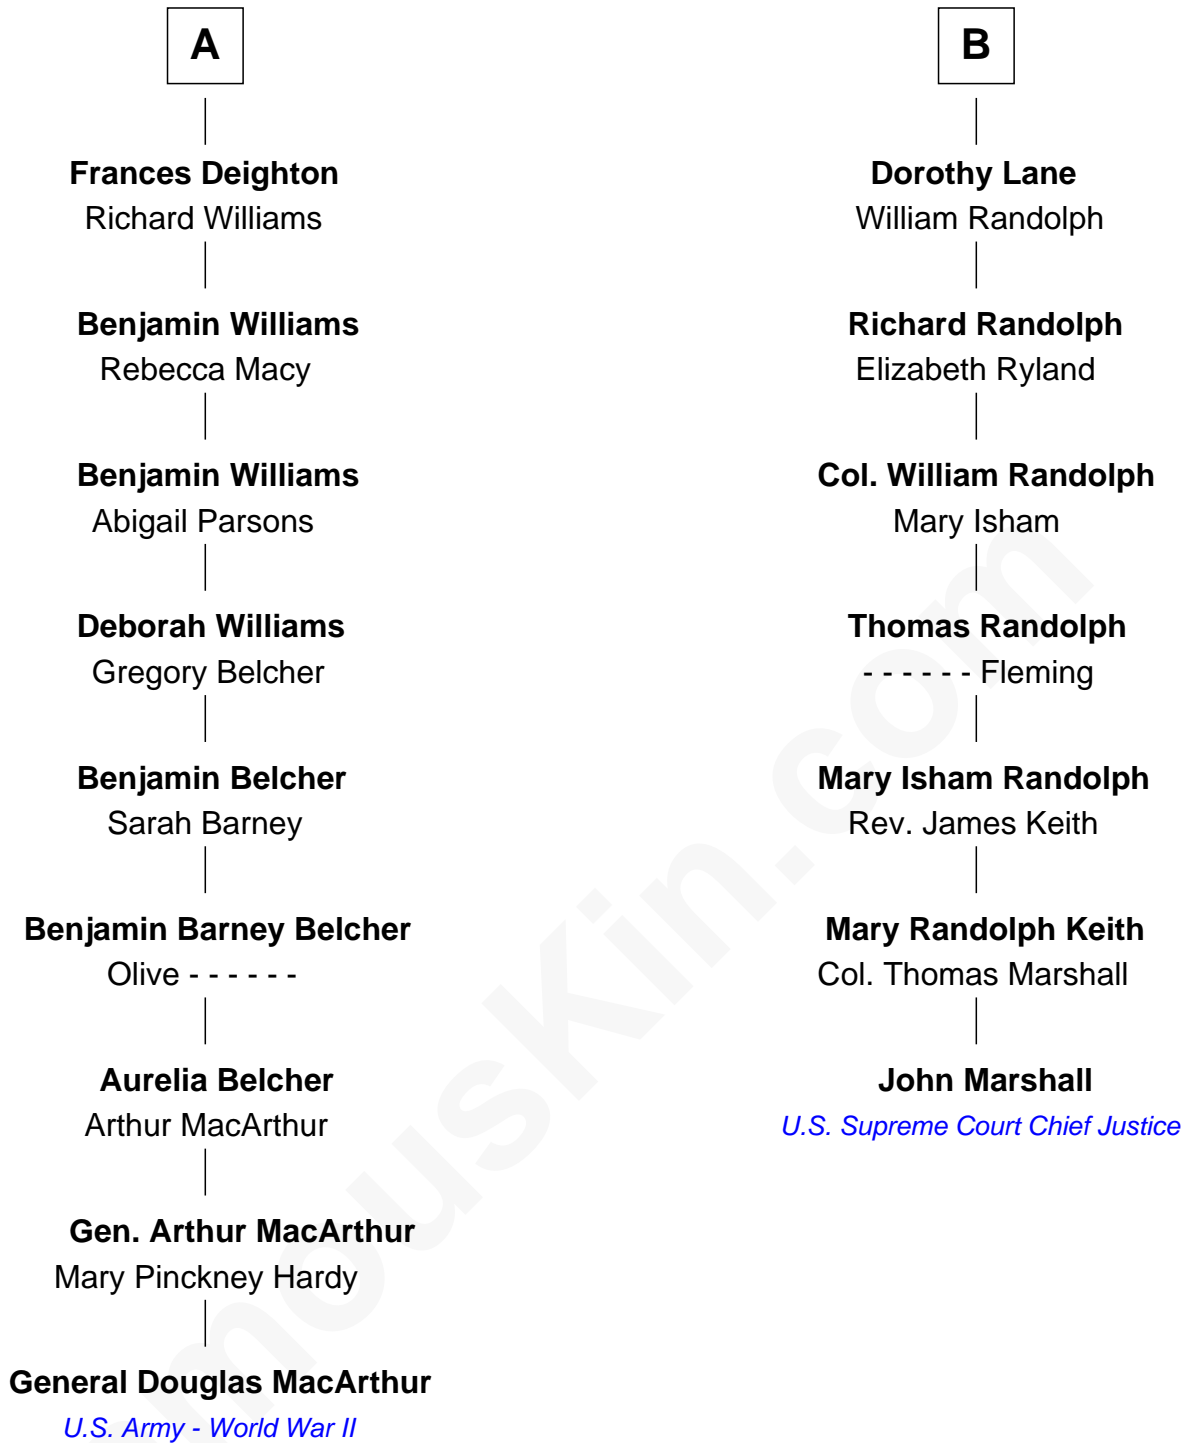 A
Frances Deighton
Richard Williams
Benjamin Williams
Rebecca Macy
Benjamin Williams
Abigail Parsons
Deborah Williams
Gregory Belcher
Benjamin Belcher
Sarah Barney
Benjamin Barney Belcher
Olive - - - - - -
Aurelia Belcher
Arthur MacArthur
Gen. Arthur MacArthur
Mary Pinckney Hardy
General Douglas MacArthur
U.S. Army - World War II
B
Dorothy Lane
William Randolph
Richard Randolph
Elizabeth Ryland
Col. William Randolph
Mary Isham
Thomas Randolph
- - - - - - Fleming
Mary Isham Randolph
Rev. James Keith
Mary Randolph Keith
Col. Thomas Marshall
John Marshall
U.S. Supreme Court Chief Justice
mousKin.com